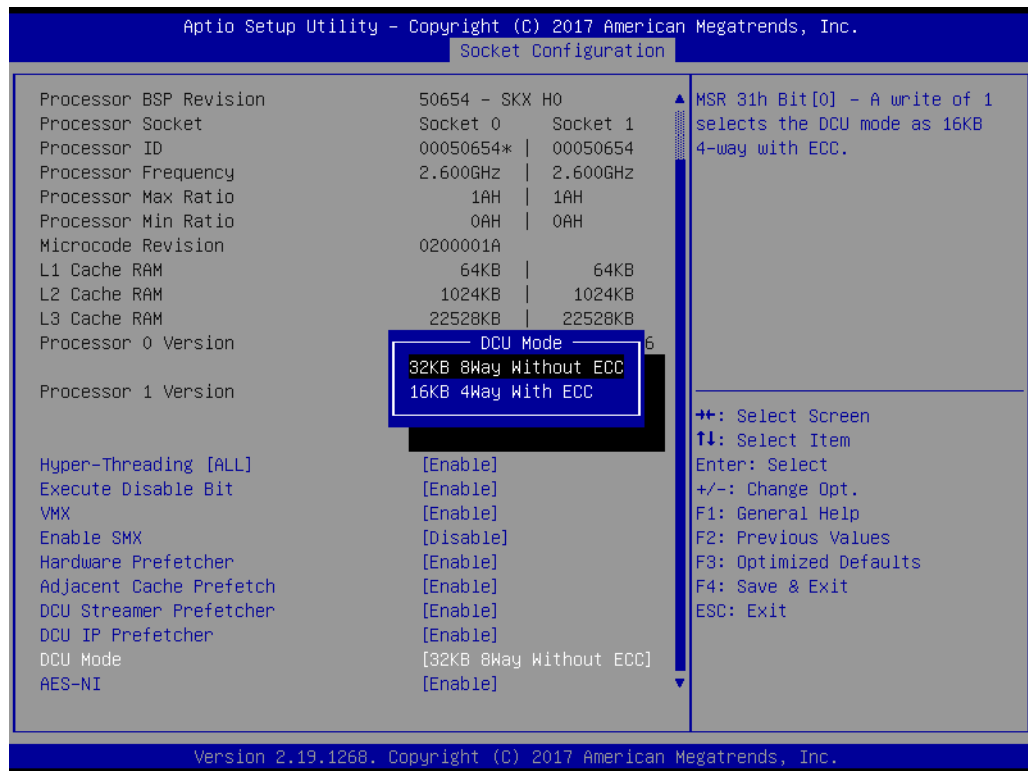 Aptio Setup Utility – Copyright (C) 2017 American Megatrends, Inc.
Socket Configuration
Processor BSP Revision 50654 – SKX H0
Processor Socket Socket 0 Socket 1
Processor ID 00050654* | 00050654
Processor Frequency 2.600GHz | 2.600GHz
Processor Max Ratio 1AH | 1AH
Processor Min Ratio 0AH | 0AH
Microcode Revision 0200001A
L1 Cache RAM 64KB | 64KB
L2 Cache RAM 1024KB | 1024KB
L3 Cache RAM 22528KB | 22528KB
Processor 0 Version 6
Processor 1 Version
DCU Mode
32KB 8Way Without ECC
16KB 4Way With ECC
Hyper-Threading [ALL] [Enable]
Execute Disable Bit [Enable]
VMX [Enable]
Enable SMX [Disable]
Hardware Prefetcher [Enable]
Adjacent Cache Prefetch [Enable]
DCU Streamer Prefetcher [Enable]
DCU IP Prefetcher [Enable]
DCU Mode [32KB 8Way Without ECC]
AES-NI [Enable]
MSR 31h Bit[0] – A write of 1
selects the DCU mode as 16KB
4-way with ECC.
→←: Select Screen
↑↓: Select Item
Enter: Select
+/-: Change Opt.
F1: General Help
F2: Previous Values
F3: Optimized Defaults
F4: Save & Exit
ESC: Exit
Version 2.19.1268. Copyright (C) 2017 American Megatrends, Inc.